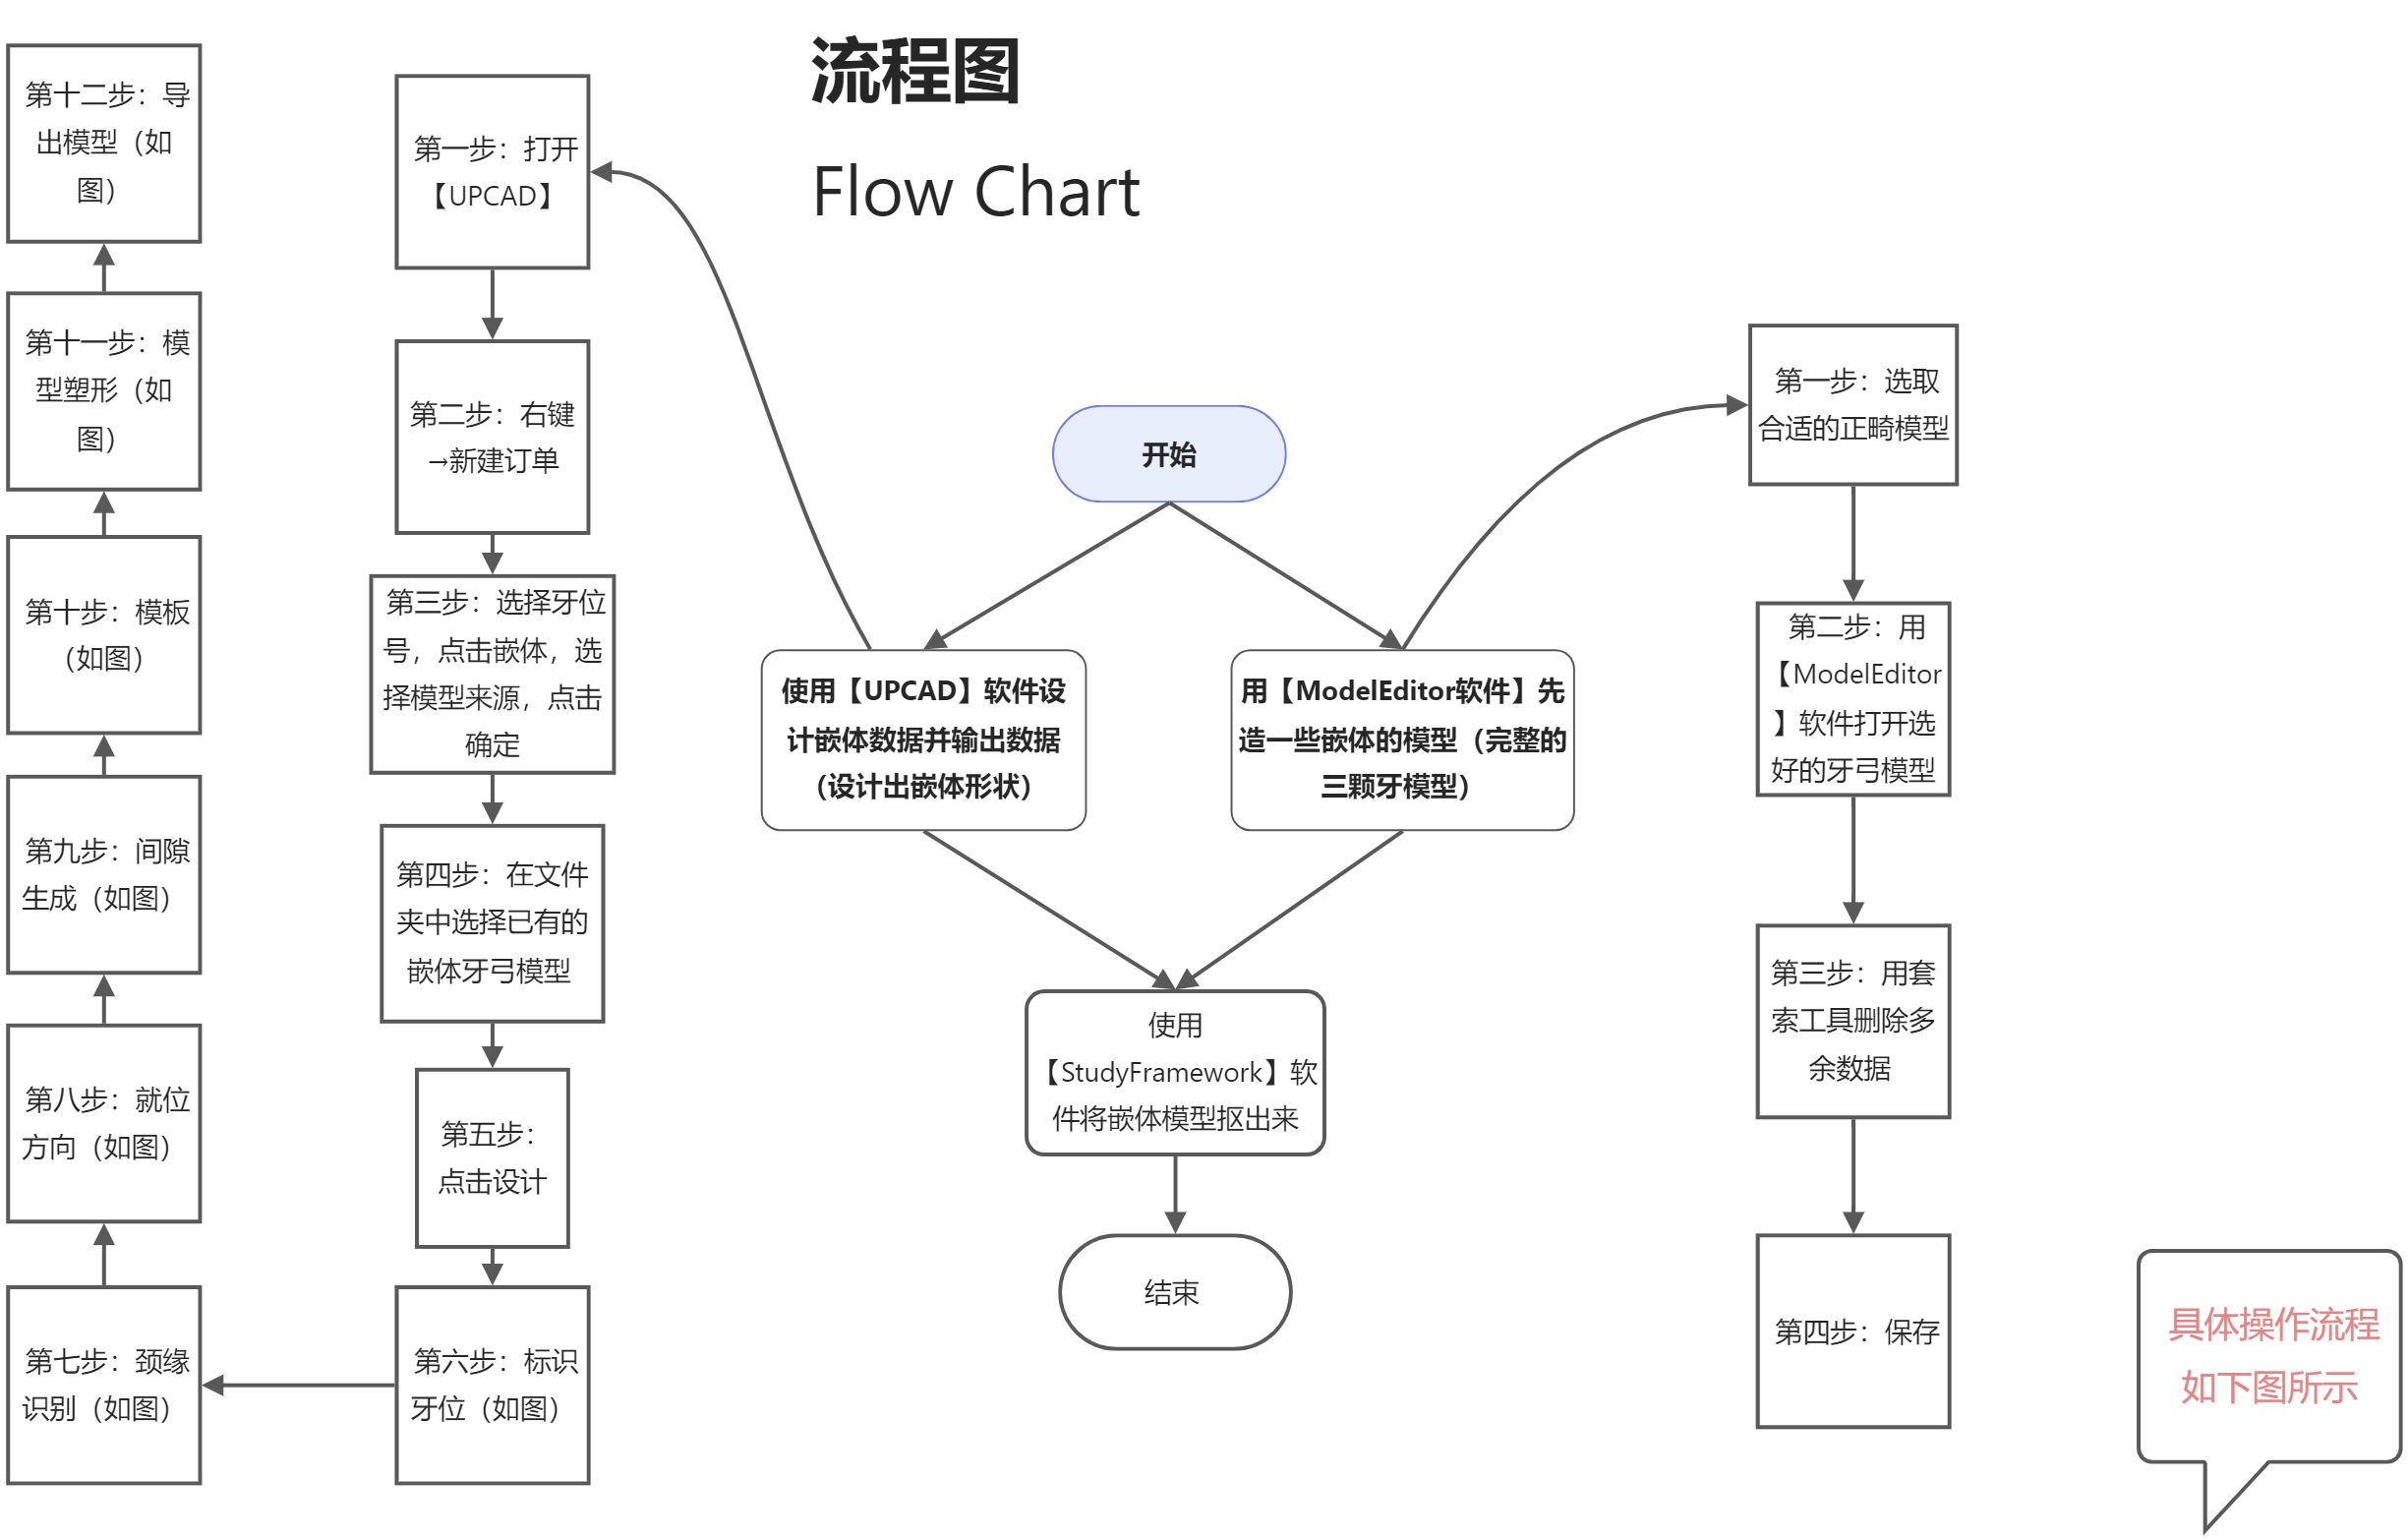 流程图
Flow Chart
开始
使用【UPCAD】软件设
计嵌体数据并输出数据
（设计出嵌体形状）
用【ModelEditor软件】先
造一些嵌体的模型（完整的
三颗牙模型）
使用
【StudyFramework】软
件将嵌体模型抠出来
结束
第一步：打开
【UPCAD】
第二步：右键
→新建订单
第三步：选择牙位
号，点击嵌体，选
择模型来源，点击
确定
第四步：在文件
夹中选择已有的
嵌体牙弓模型
第五步：
点击设计
第六步：标识
牙位（如图）
第七步：颈缘
识别（如图）
第八步：就位
方向（如图）
第九步：间隙
生成（如图）
第十步：模板
（如图）
第十一步：模
型塑形（如
图）
第十二步：导
出模型（如
图）
第一步：选取
合适的正畸模型
第二步：用
【ModelEditor
】软件打开选
好的牙弓模型
第三步：用套
索工具删除多
余数据
第四步：保存
具体操作流程
如下图所示